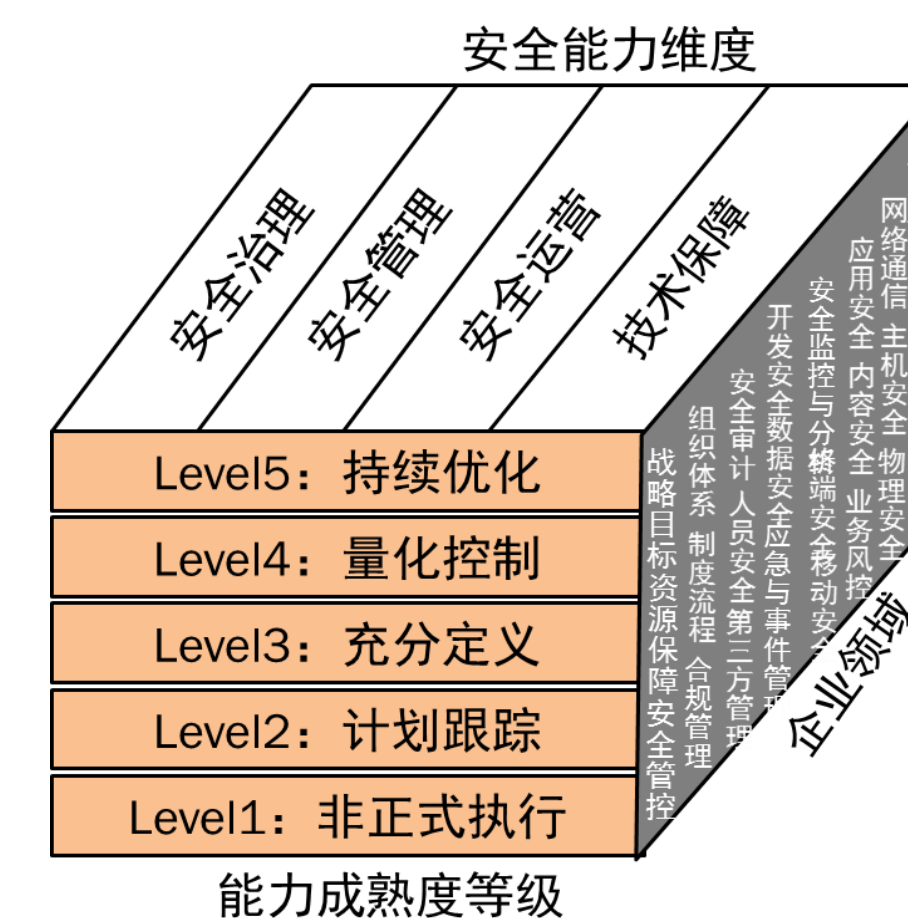 安全能力维度
安全治理
安全管理
安全运营
技术保障
Level5：持续优化
Level4：量化控制
Level3：充分定义
Level2：计划跟踪
Level1：非正式执行
能力成熟度等级
战略目标资源保障安全管控
组织体系 制度流程 合规管理
安全审计 人员安全第三方管理
开发安全数据安全应急与事件管理
安全监控与分析终端安全移动安全
应用安全 内容安全 业务风控
网络通信 主机安全 物理安全
企业领域